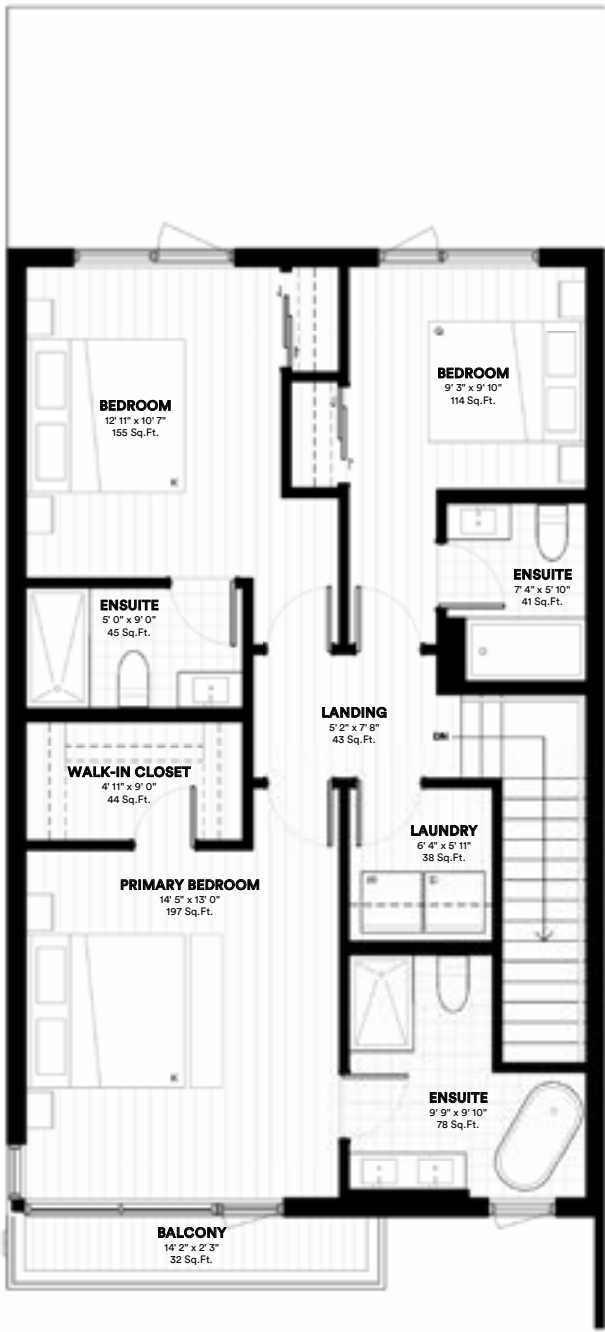 BEDROOM
12' 11" x 10' 7"
155 Sq.Ft.
K
Q
BEDROOM
9' 3" x 9' 10"
114 Sq.Ft.
ENSUITE
5' 0" x 9' 0"
45 Sq.Ft.
ENSUITE
7' 4" x 5' 10"
41 Sq.Ft.
LANDING
5' 2" x 7' 8"
43 Sq.Ft.
DN
WALK-IN CLOSET
4' 11" x 9' 0"
44 Sq.Ft.
LAUNDRY
6' 4" x 5' 11"
38 Sq.Ft.
PRIMARY BEDROOM
14' 5" x 13' 0"
197 Sq.Ft.
K
ENSUITE
9' 9" x 9' 10"
78 Sq.Ft.
BALCONY
14' 2" x 2' 3"
32 Sq.Ft.